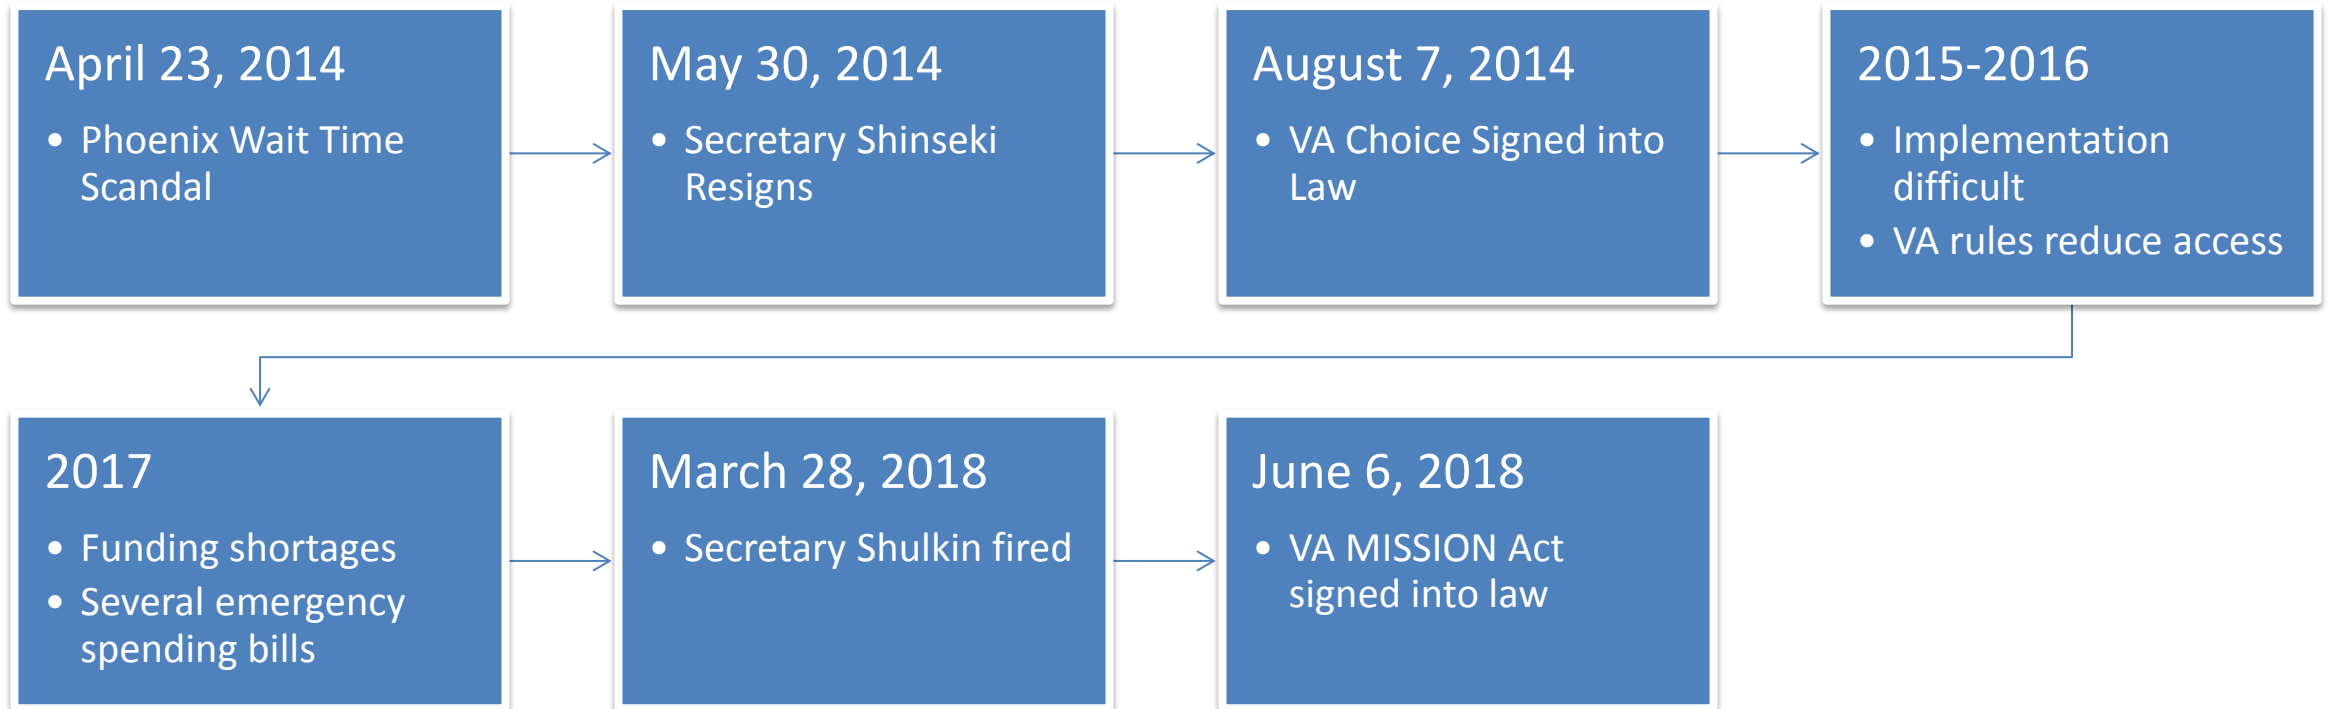 April 23, 2014
• Phoenix Wait Time
Scandal
May 30, 2014
• Secretary Shinseki
Resigns
August 7, 2014
• VA Choice Signed into
Law
2015-2016
• Implementation
difficult
• VA rules reduce access
2017
• Funding shortages
• Several emergency
spending bills
March 28, 2018
• Secretary Shulkin fired
June 6, 2018
• VA MISSION Act
signed into law